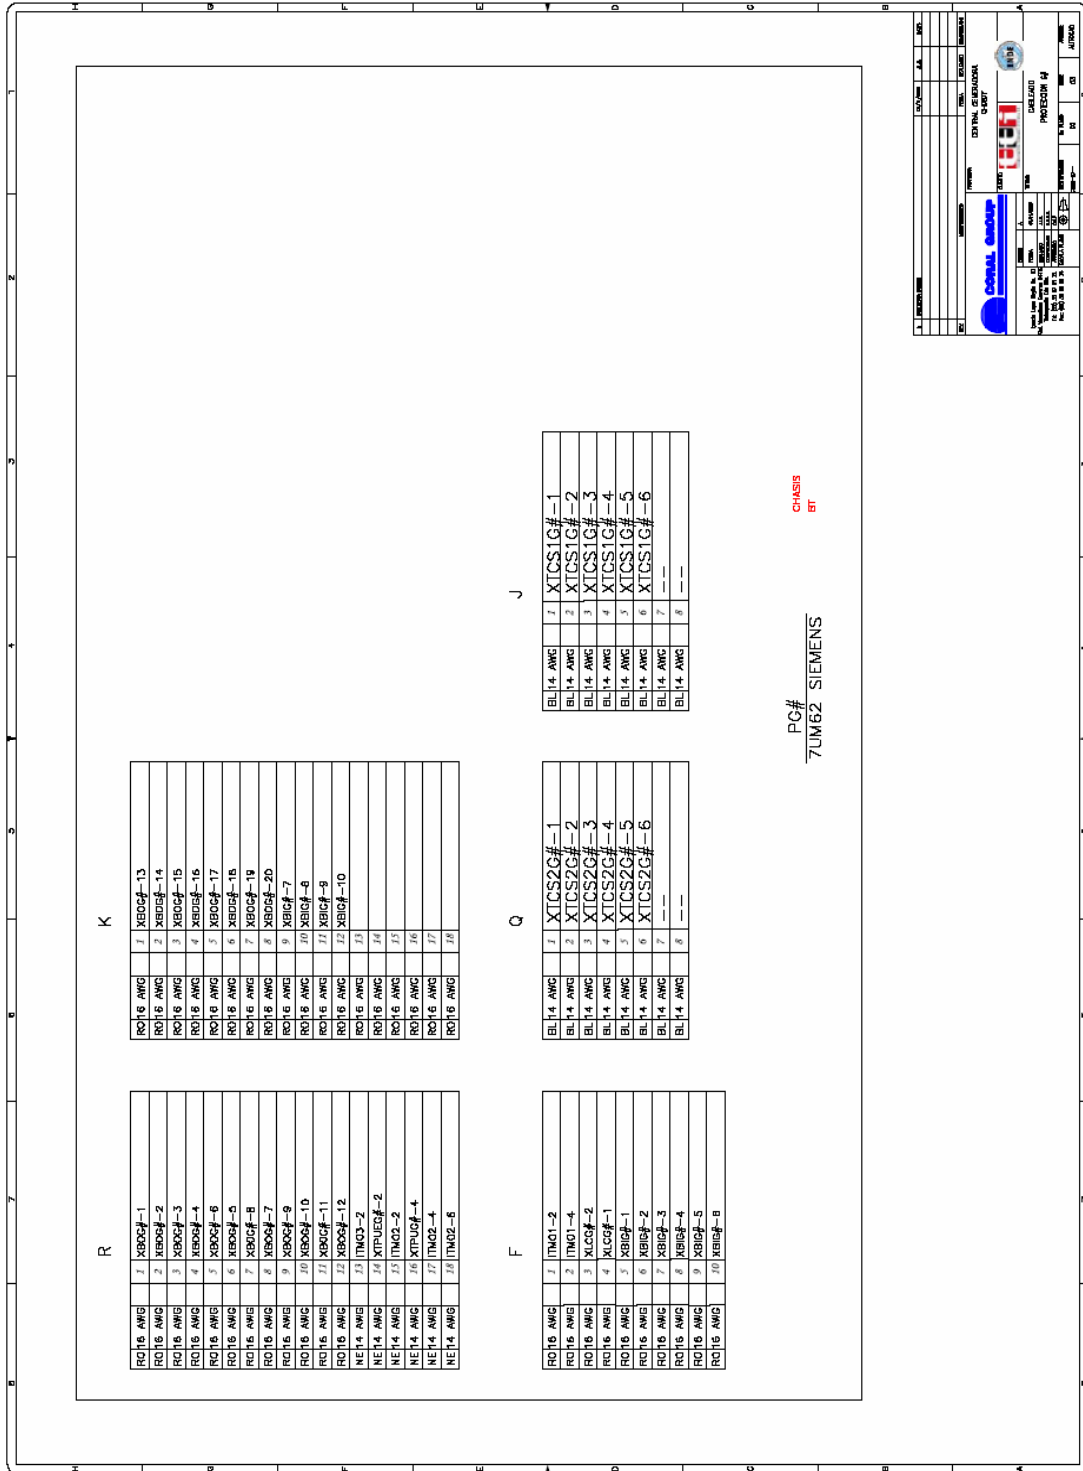 R
RO 16 AWG 1 XBOG#-1
RO 16 AWG 2 XBOG#-2
RO 16 AWG 3 XBOG#-3
RO 16 AWG 4 XBOG#-4
RO 16 AWG 5 XBOG#-6
RO 16 AWG 6 XBOG#-5
RO 16 AWG 7 XBOG#-8
RO 16 AWG 8 XBOG#-7
RO 16 AWG 9 XBOG#-9
RO 16 AWG 10 XBOG#-10
RO 16 AWG 11 XBOG#-11
RO 16 AWG 12 XBOG#-12
NE 14 AWG 13 ITM03-2
NE 14 AWG 14 XTPUEG#-2
NE 14 AWG 15 ITM02-2
NE 14 AWG 16 XTPUG#-4
NE 14 AWG 17 ITM02-4
NE 14 AWG 18 ITM02-6
K
RO 16 AWG 1 XBOG#-13
RO 16 AWG 2 XBOG#-14
RO 16 AWG 3 XBOG#-15
RO 16 AWG 4 XBOG#-16
RO 16 AWG 5 XBOG#-17
RO 16 AWG 6 XBOG#-18
RO 16 AWG 7 XBOG#-19
RO 16 AWG 8 XBOG#-20
RO 16 AWG 9 XBIG#-7
RO 16 AWG 10 XBIG#-8
RO 16 AWG 11 XBIG#-9
RO 16 AWG 12 XBIG#-10
RO 16 AWG 13
RO 16 AWG 14
RO 16 AWG 15
RO 16 AWG 16
RO 16 AWG 17
RO 16 AWG 18
F
RO 16 AWG 1 ITM01-2
RO 16 AWG 2 ITM01-4
RO 16 AWG 3 XLCG#-2
RO 16 AWG 4 XLCG#-1
RO 16 AWG 5 XBIG#-1
RO 16 AWG 6 XBIG#-2
RO 16 AWG 7 XBIG#-3
RO 16 AWG 8 XBIG#-4
RO 16 AWG 9 XBIG#-5
RO 16 AWG 10 XBIG#-6
Q
BL 14 AWG 1 XTCS2G#-1
BL 14 AWG 2 XTCS2G#-2
BL 14 AWG 3 XTCS2G#-3
BL 14 AWG 4 XTCS2G#-4
BL 14 AWG 5 XTCS2G#-5
BL 14 AWG 6 XTCS2G#-6
BL 14 AWG 7 --
BL 14 AWG 8 --
J
BL 14 AWG 1 XTCS1G#-1
BL 14 AWG 2 XTCS1G#-2
BL 14 AWG 3 XTCS1G#-3
BL 14 AWG 4 XTCS1G#-4
BL 14 AWG 5 XTCS1G#-5
BL 14 AWG 6 XTCS1G#-6
BL 14 AWG 7 --
BL 14 AWG 8 --
PG#
7UM62 SIEMENS
CHASIS
BT
CORAL GROUP
CENTRAL GENERADORA
ENDE
CABLEADO
PROTECCION G#
AUTOCAD